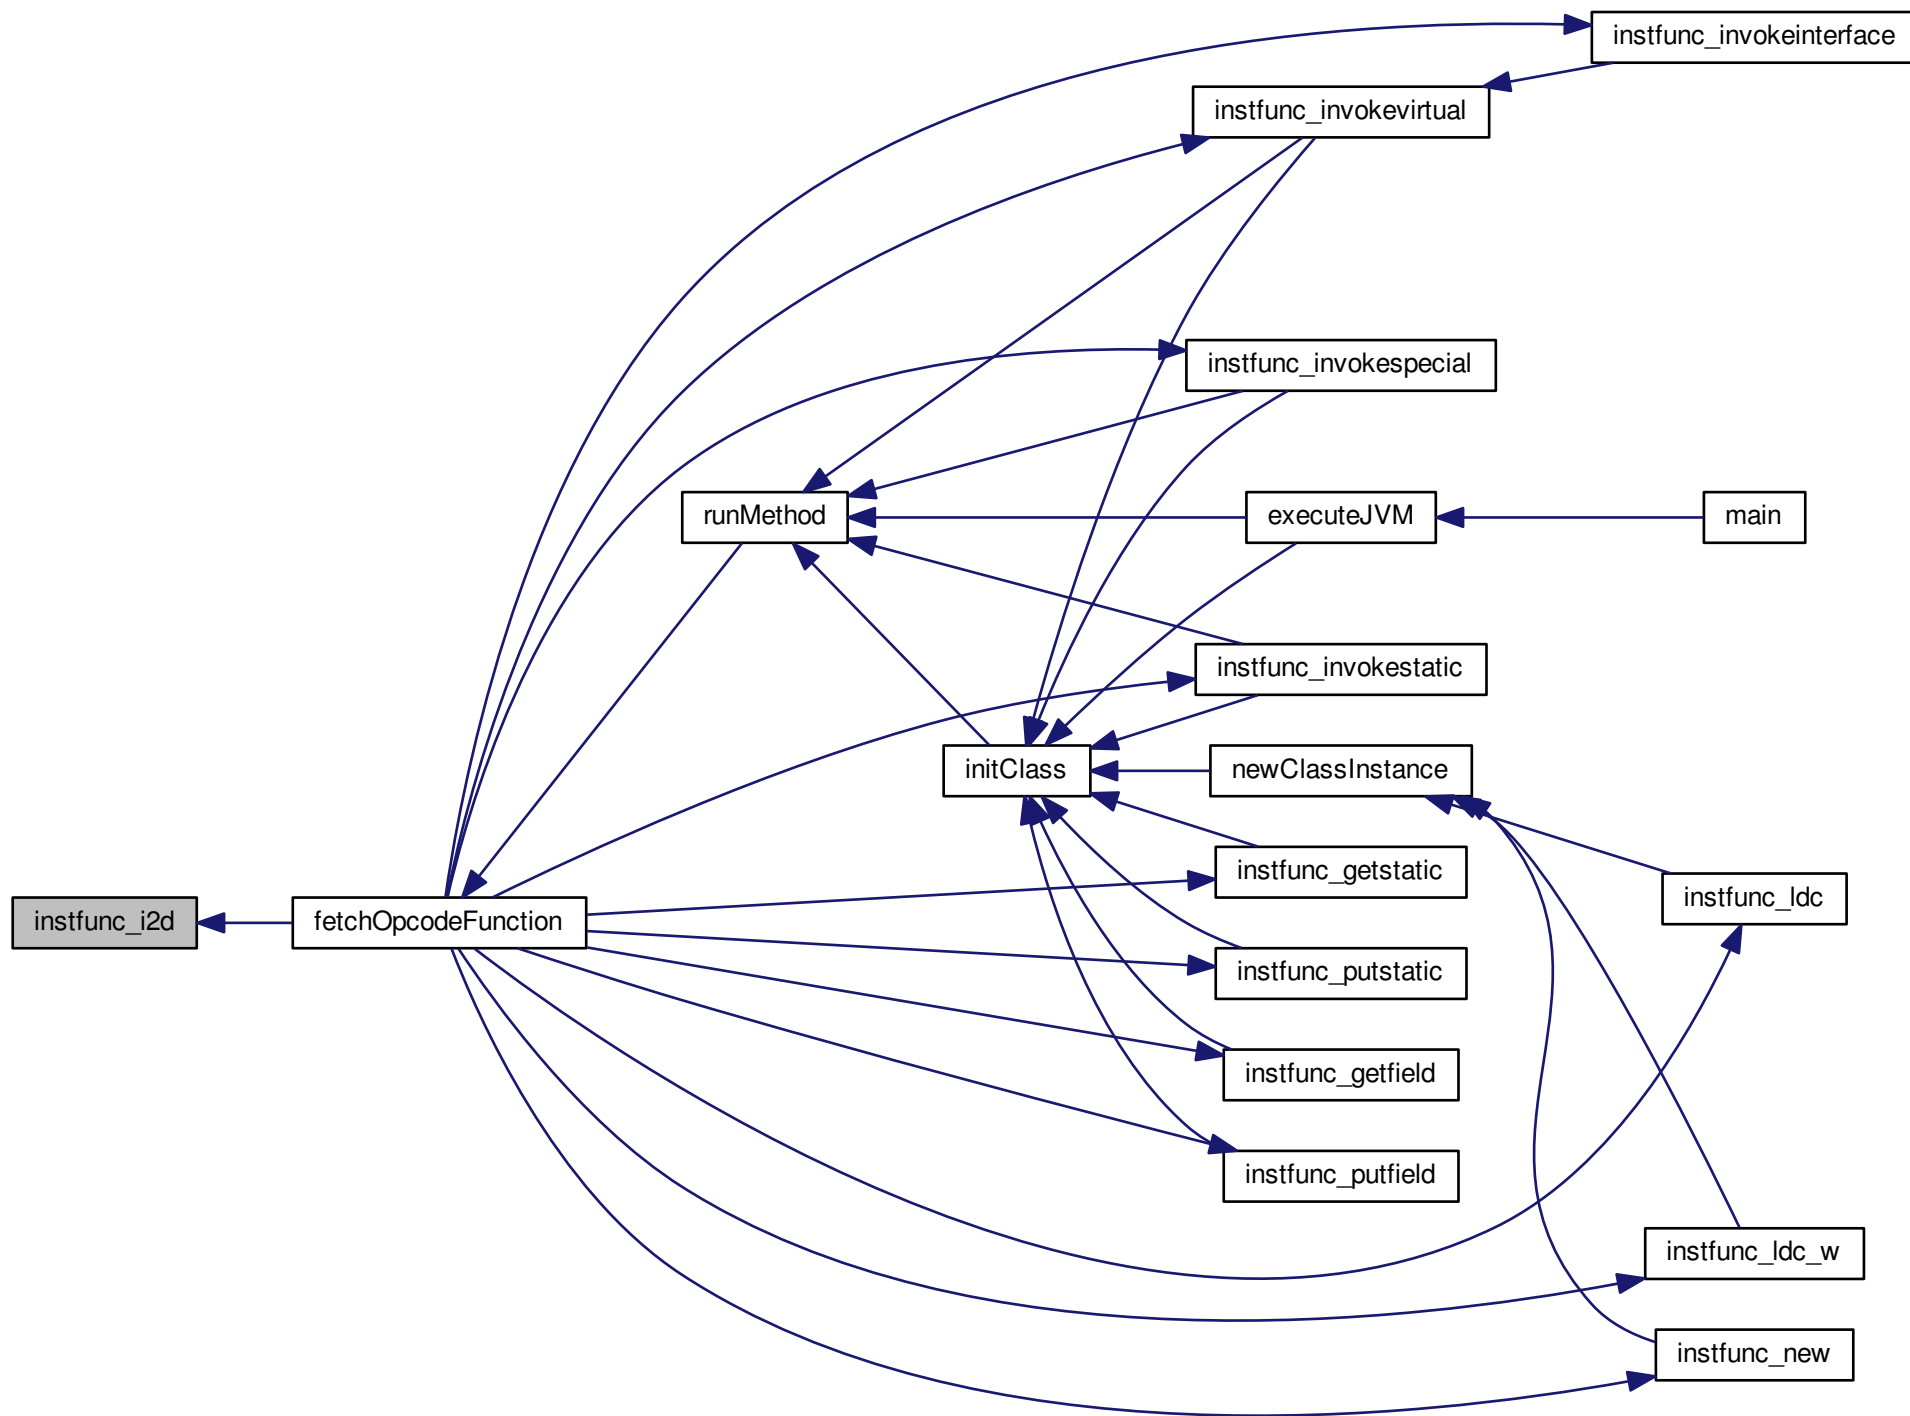 instfunc_invokeinterface
instfunc_invokevirtual
instfunc_invokespecial
runMethod
executeJVM
main
instfunc_invokestatic
initClass
newClassInstance
instfunc_getstatic
instfunc_ldc
instfunc_i2d
fetchOpcodeFunction
instfunc_putstatic
instfunc_getfield
instfunc_putfield
instfunc_ldc_w
instfunc_new